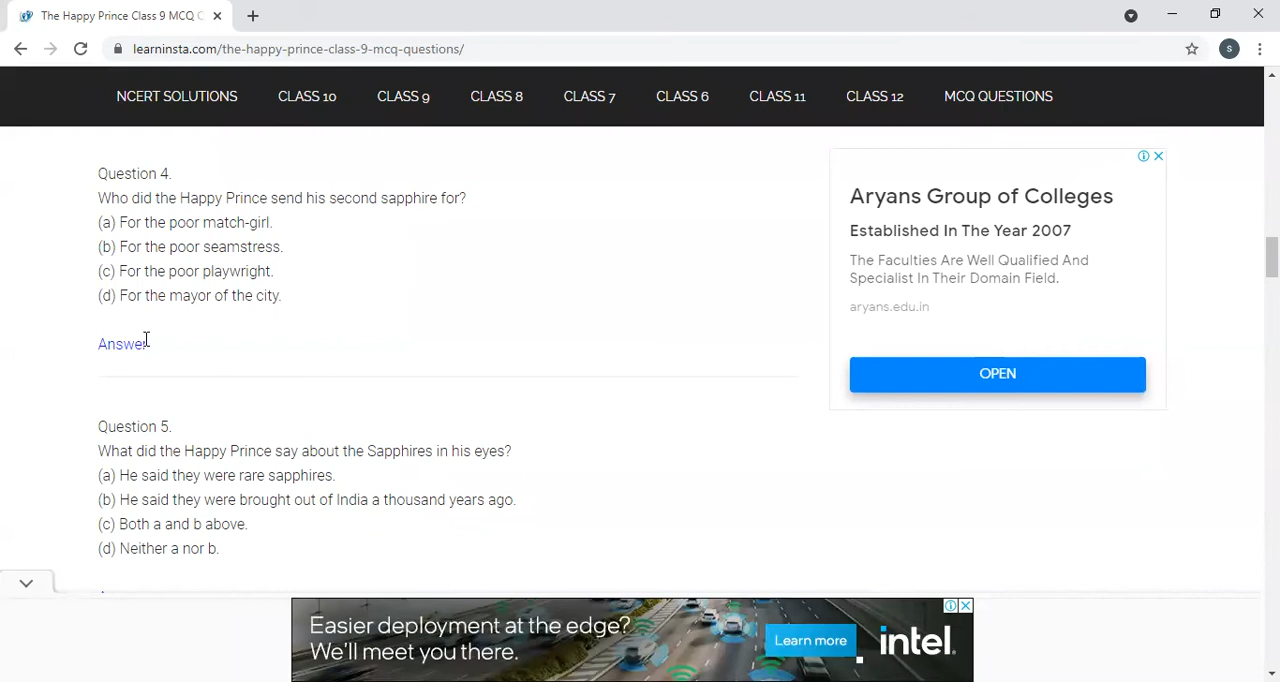 The Happy Prince Class 9 MCQ
learninsta.com/the-happy-prince-class-9-mcq-questions/
S
NCERT SOLUTIONS CLASS 10 CLASS 9 CLASS 8 CLASS 7 CLASS 6 CLASS 11 CLASS 12 MCQ QUESTIONS
Question 4.
Who did the Happy Prince send his second sapphire for?
(a) For the poor match-girl.
(b) For the poor seamstress.
(c) For the poor playwright.
(d) For the mayor of the city.
Answer
Question 5.
What did the Happy Prince say about the Sapphires in his eyes?
(a) He said they were rare sapphires.
(b) He said they were brought out of India a thousand years ago.
(c) Both a and b above.
(d) Neither a nor b.
Aryans Group of Colleges
Established In The Year 2007
The Faculties Are Well Qualified And
Specialist In Their Domain Field.
aryans.edu.in
OPEN
Easier deployment at the edge?
We'll meet you there.
Learn more
intel.